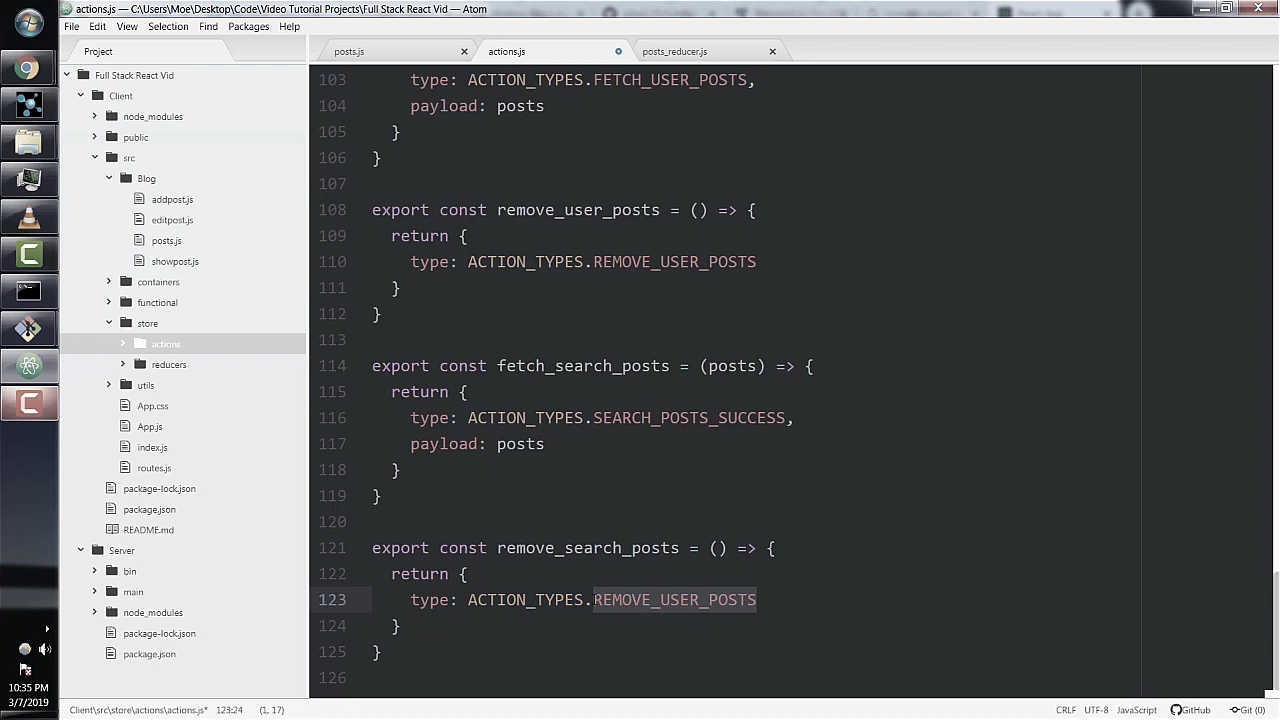 actions.js — C:\Users\Moe\Desktop\Code\Video Tutorial Projects\Full Stack React Vid — Atom
File Edit View Selection Find Packages Help
Project
posts.js
actions.js
posts_reducer.js
Full Stack React Vid
Client
node_modules
public
src
Blog
addpost.js
editpost.js
posts.js
showpost.js
containers
functional
store
actions
reducers
utils
App.css
App.js
index.js
routes.js
package-lock.json
package.json
README.md
Server
bin
main
node_modules
package-lock.json
package.json
103 type: ACTION_TYPES.FETCH_USER_POSTS,
104 payload: posts
105 }
106 }
107
108 export const remove_user_posts = () => {
109 return {
110 type: ACTION_TYPES.REMOVE_USER_POSTS
111 }
112 }
113
114 export const fetch_search_posts = (posts) => {
115 return {
116 type: ACTION_TYPES.SEARCH_POSTS_SUCCESS,
117 payload: posts
118 }
119 }
120
121 export const remove_search_posts = () => {
122 return {
123 type: ACTION_TYPES.REMOVE_USER_POSTS
124 }
125 }
126
10:35 PM
3/7/2019
Client\src\store\actions\actions.js* 123:24 (1, 17)
CRLF UTF-8 JavaScript GitHub Git (0)